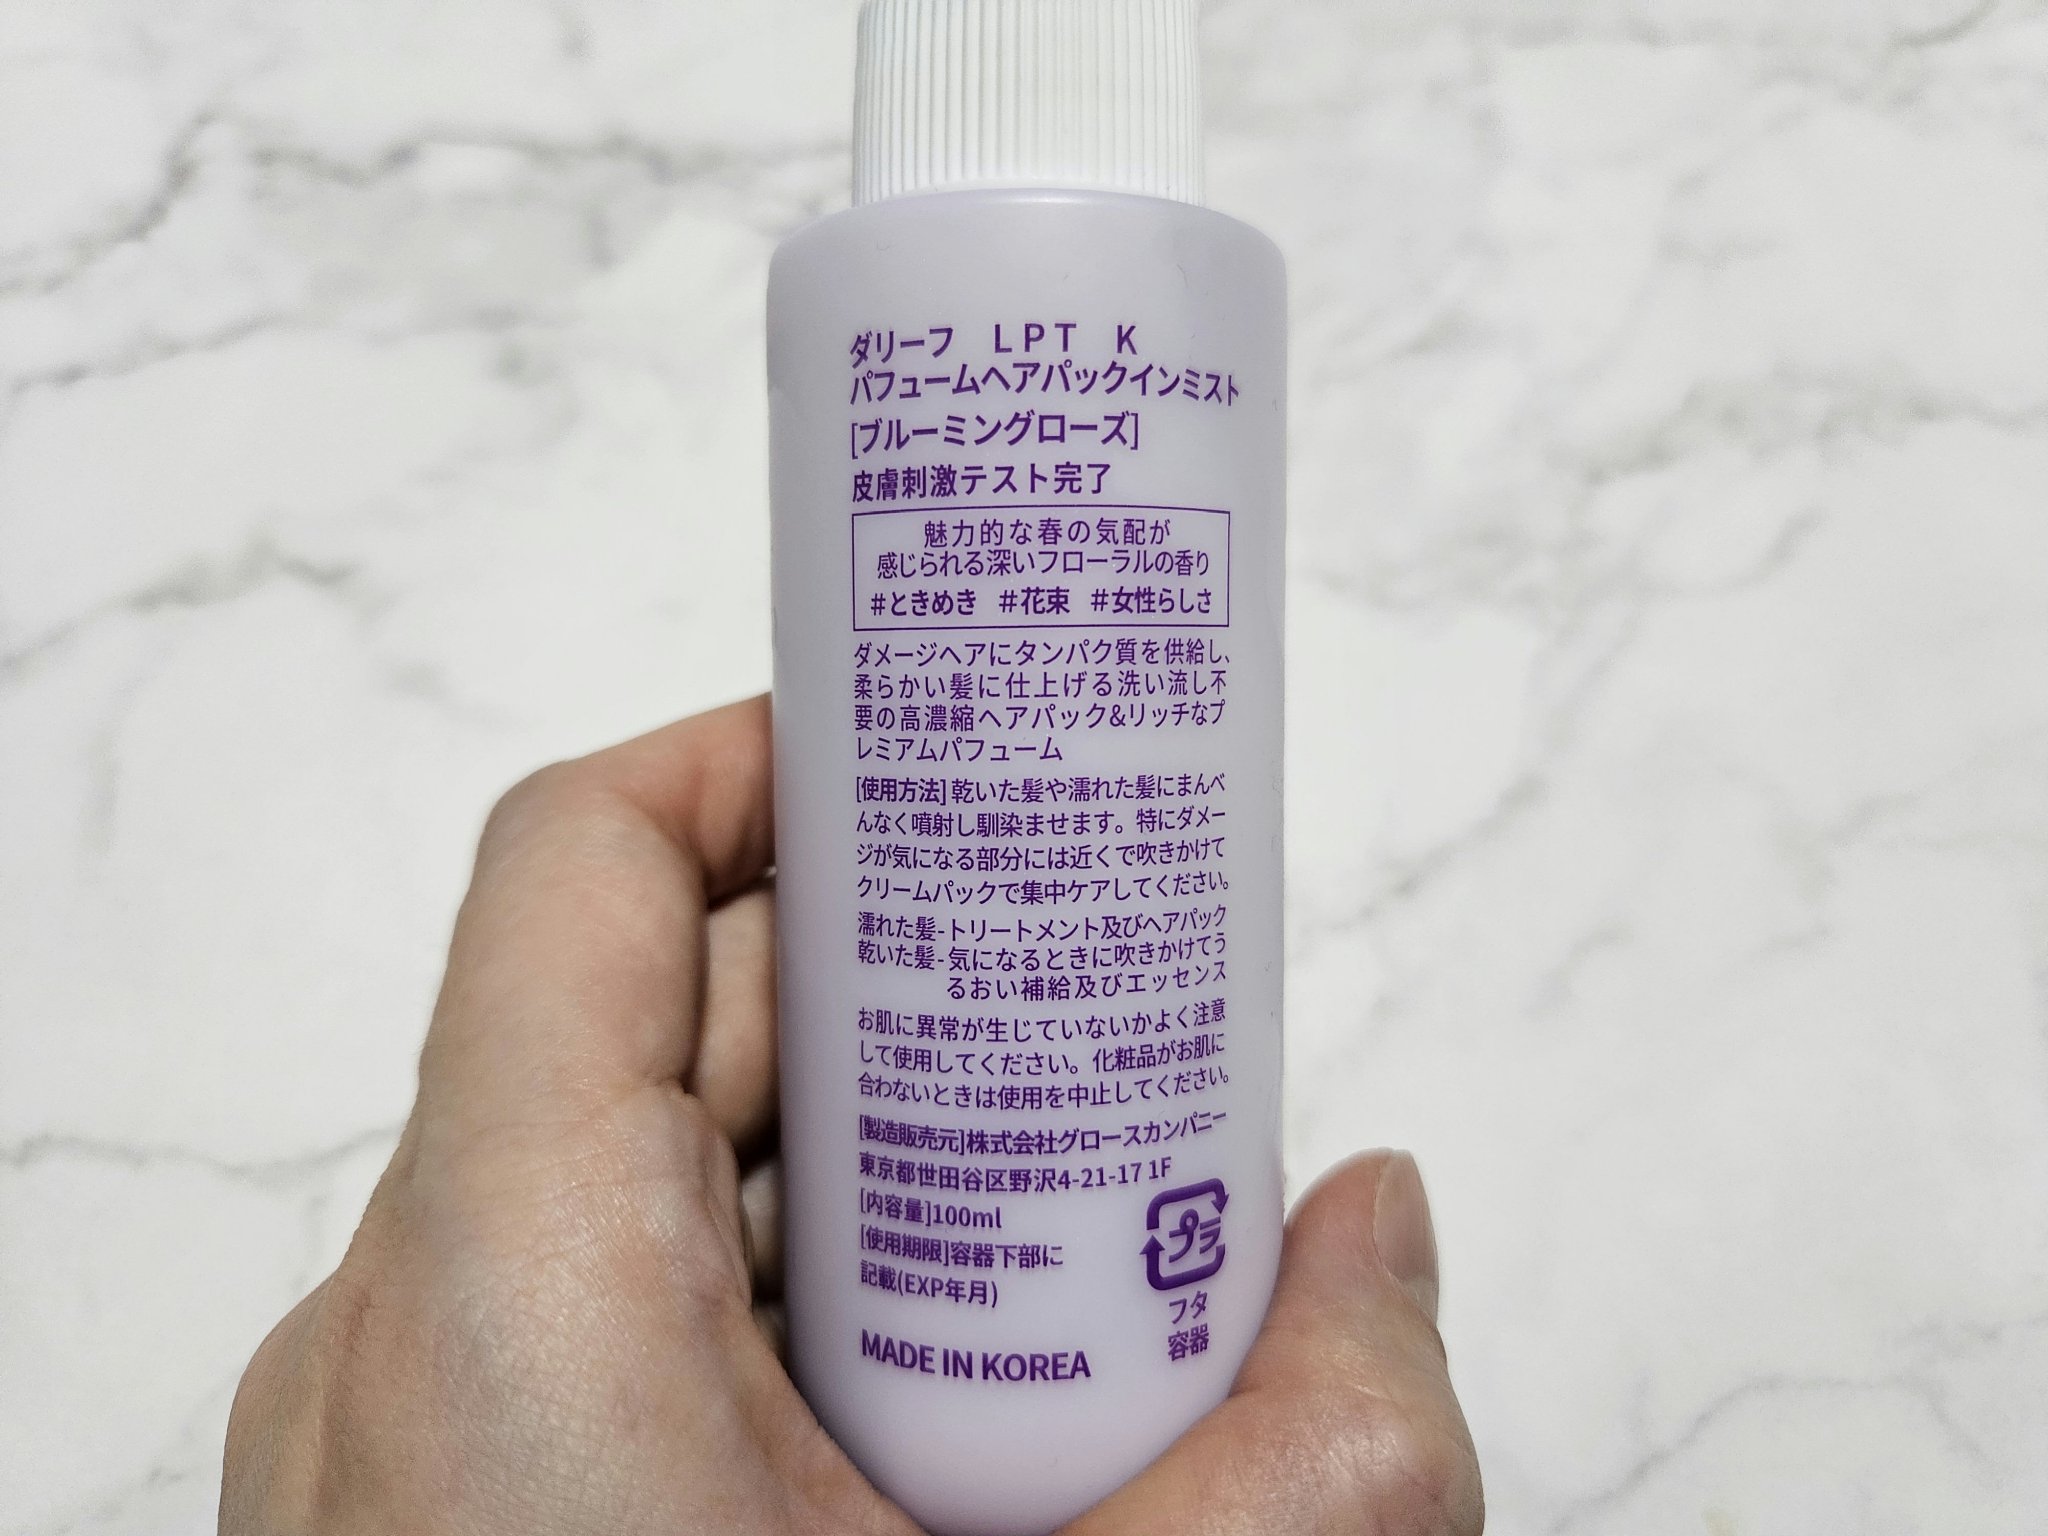 ダリーフ　LPT　K
パフュームヘアパックインミスト
[ブルーミングローズ]
皮膚刺激テスト完了
魅力的な春の気配が
感じられる深いフローラルの香り
#ときめき #花束 #女性らしさ
ダメージヘアにタンパク質を供給し、
柔らかい髪に仕上げる洗い流し不
要の高濃縮ヘアパック&リッチなプ
レミアムパフューム
[使用方法]乾いた髪や濡れた髪にまんべ
んなく噴射し馴染ませます。特にダメー
ジが気になる部分には近くで吹きかけて
クリームパックで集中ケアしてください。
濡れた髪-トリートメント及びヘアパック
乾いた髪-気になるときに吹きかけてう
るおい補給及びエッセンス
お肌に異常が生じていないかよく注意
して使用してください。化粧品がお肌に
合わないときは使用を中止してください。
[製造販売元]株式会社グロースカンパニー
東京都世田谷区野沢4-21-17 1F
[内容量]100ml
[使用期限]容器下部に
記載(EXP年月)
プラ
フタ
容器
MADE IN KOREA